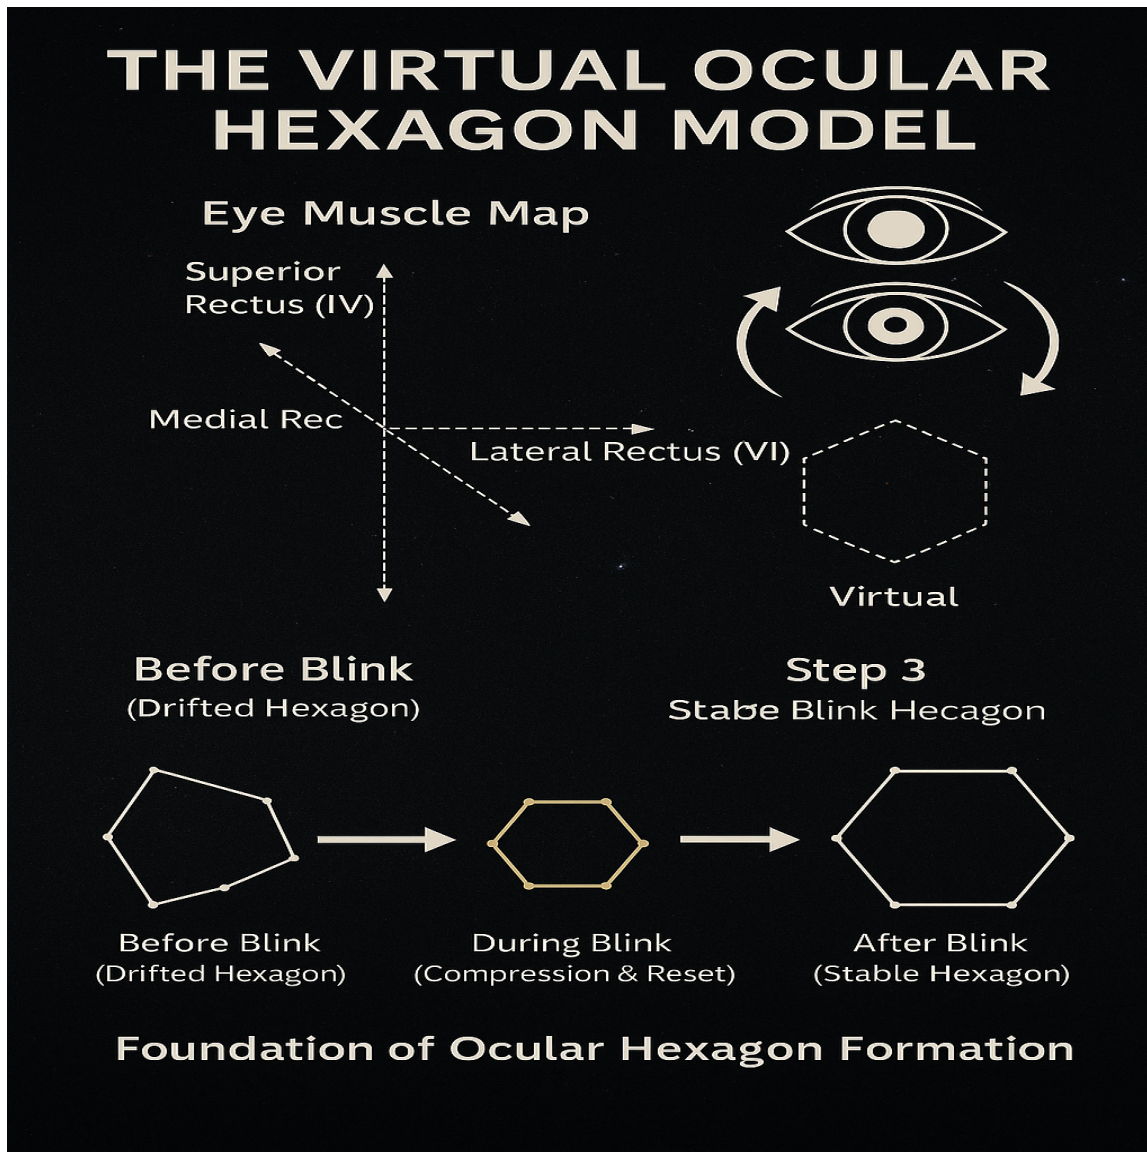 THE VIRTUAL OCULAR
HEXAGON MODEL
Eye Muscle Map
Superior
Rectus (IV)
Medial Rec
Lateral Rectus (VI)
Virtual
Before Blink
(Drifted Hexagon)
Step 3
Stabe Blink Hecagon
Before Blink
(Drifted Hexagon)
During Blink
(Compression & Reset)
After Blink
(Stable Hexagon)
Foundation of Ocular Hexagon Formation